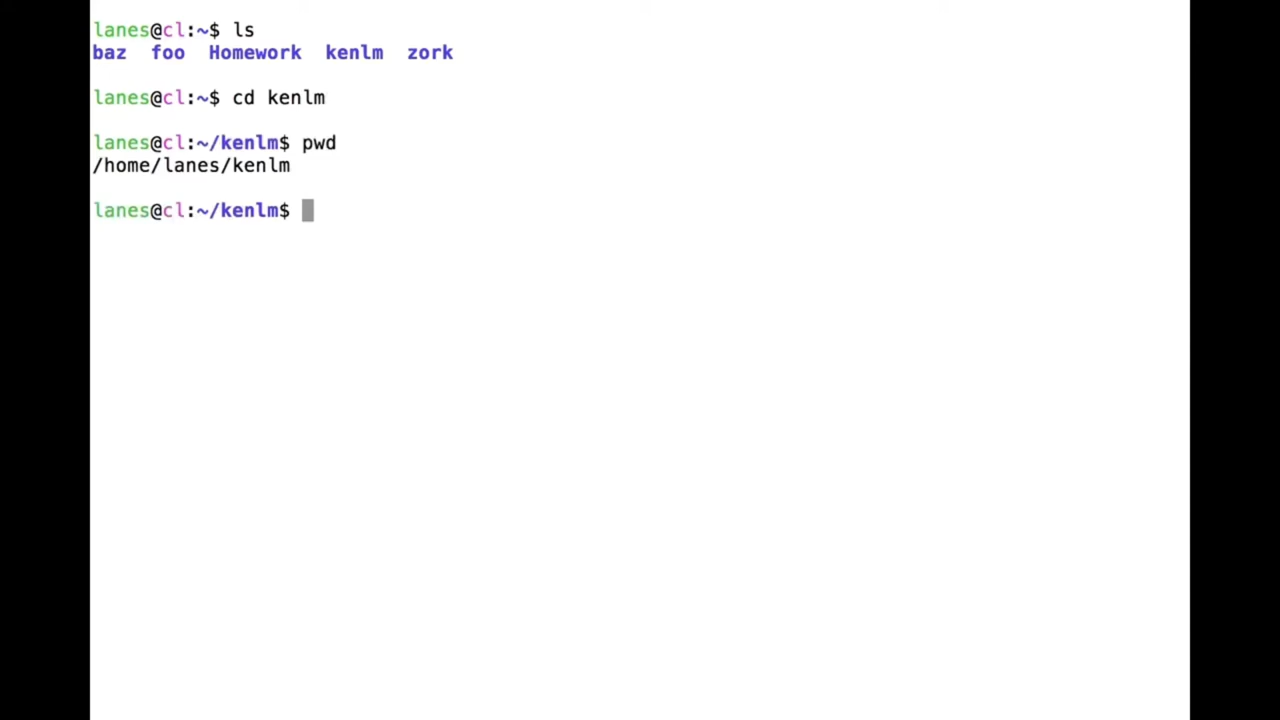 lanes@cl:~$ ls
baz  foo  Homework  kenlm  zork
lanes@cl:~$ cd kenlm
lanes@cl:~/kenlm$ pwd
/home/lanes/kenlm
lanes@cl:~/kenlm$